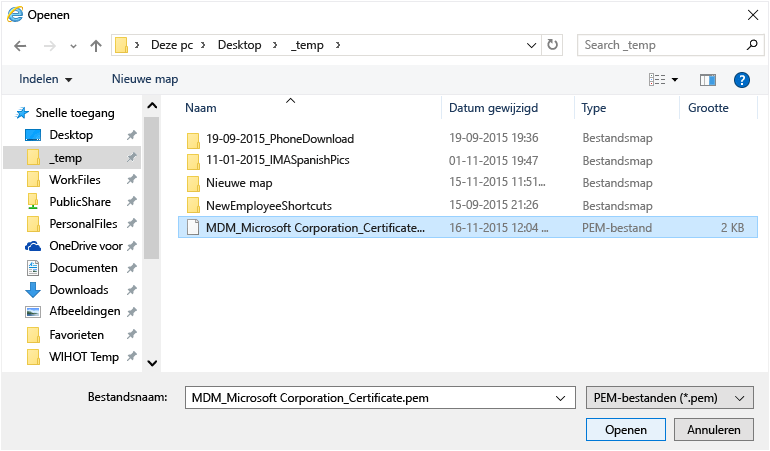 Openen
Deze pc > Desktop > _temp >
Search _temp
Indelen Nieuwe map
Naam Datum gewijzigd Type Grootte
Snelle toegang
Desktop
_temp
WorkFiles
PublicShare
PersonalFiles
OneDrive voor
Documenten
Downloads
Afbeeldingen
Favorieten
WIHOT Temp
19-09-2015_PhoneDownload 19-09-2015 19:36 Bestandsmap
11-01-2015_IMASpanishPics 01-11-2015 19:47 Bestandsmap
Nieuwe map 15-11-2015 11:51... Bestandsmap
NewEmployeeShortcuts 15-09-2015 21:26 Bestandsmap
MDM_Microsoft Corporation_Certificate... 16-11-2015 12:04 ... PEM-bestand 2 KB
Bestandsnaam: MDM_Microsoft Corporation_Certificate.pem PEM-bestanden (*.pem)
Openen Annuleren